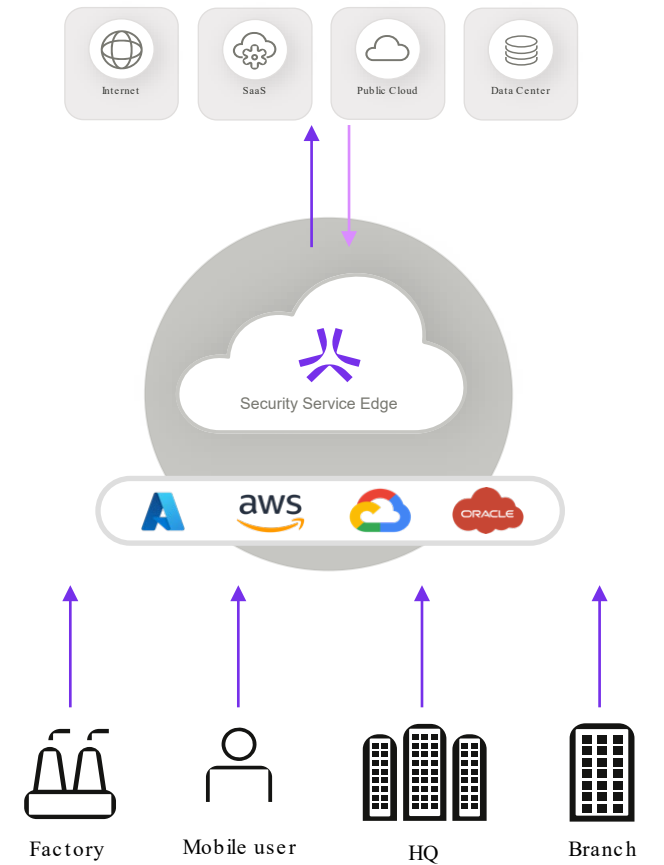 Internet
SaaS
Public Cloud
Data Center
Security Service Edge
aws
ORACLE
Factory
Mobile user
HQ
Branch